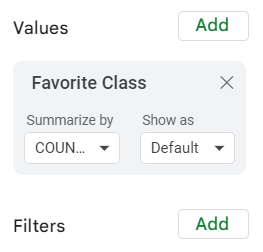 Values Add
Favorite Class
Summarize by Show as
COUN... Default
Filters Add